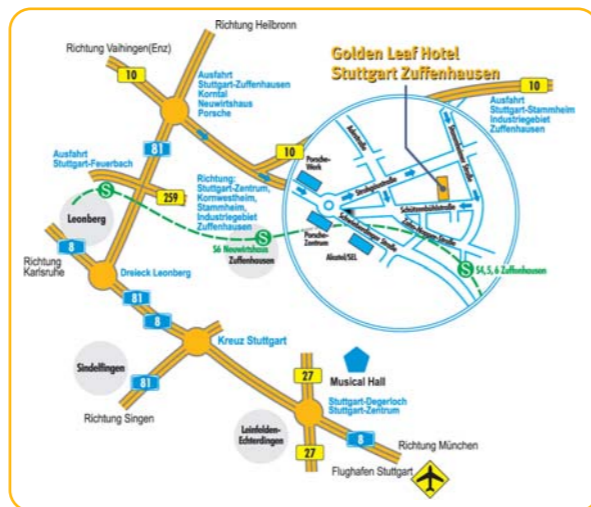 Richtung Heilbronn
Richtung Vaihingen(Enz)
10
Ausfahrt
Stuttgart-Zuffenhausen
Korntal
Neuwirtshaus
Porsche
Golden Leaf Hotel
Stuttgart Zuffenhausen
10
Ausfahrt
Stuttgart-Stammheim
Industriegebiet
Zuffenhausen
81
10
Ausfahrt
Stuttgart-Feuerbach
259
Richtung:
Stuttgart-Zentrum,
Kornwestheim,
Stammheim,
Industriegebiet
Zuffenhausen
Porsche-
Werk
Strohgäustraße
Schützenbühlstraße
Porsche-
Zentrum
Alcatel/SEL
Schwieberdinger Straße
Leonberg
S
S
S6 Neuwirtshaus
Zuffenhausen
S
S4, 5, 6 Zuffenhausen
8
Richtung
Karlsruhe
Dreieck Leonberg
81
8
Kreuz Stuttgart
Sindelfingen
81
Richtung Singen
27
Musical Hall
Stuttgart-Degerloch
Stuttgart-Zentrum
Leinfelden-
Echterdingen
27
8
Richtung München
Flughafen Stuttgart